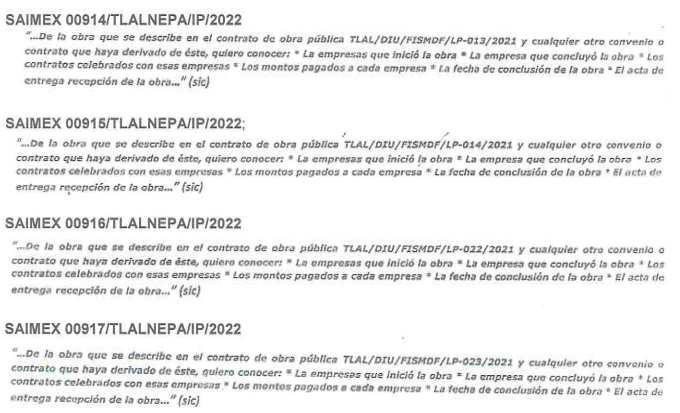 SAIMEX 00914/TLALNEPA/IP/2022
"...De la obra que se describe en el contrato de obra pública TLAL/DIU/FISMDF/LP-013/2021 y cualquier otro convenio o
contrato que haya derivado de éste, quiero conocer: * La empresas que inició la obra * La empresa que concluyó la obra * Los
contratos celebrados con esas empresas * Los montos pagados a cada empresa * La fecha de conclusión de la obra * El acta de
entrega recepción de la obra..." (sic)
SAIMEX 00915/TLALNEPA/IP/2022;
"...De la obra que se describe en el contrato de obra pública TLAL/DIU/FISMDF/LP-014/2021 y cualquier otro convenio o
contrato que haya derivado de éste, quiero conocer: * La empresas que inició la obra * La empresa que concluyó la obra * Los
contratos celebrados con esas empresas * Los montos pagados a cada empresa * La fecha de conclusión de la obra * El acta de
entrega recepción de la obra..." (sic)
SAIMEX 00916/TLALNEPA/IP/2022
"...De la obra que se describe en el contrato de obra pública TLAL/DIU/FISMDF/LP-022/2021 y cualquier otro convenio o
contrato que haya derivado de éste, quiero conocer: * La empresas que inició la obra * La empresa que concluyó la obra * Los
contratos celebrados con esas empresas * Los montos pagados a cada empresa * La fecha de conclusión de la obra * El acta de
entrega recepción de la obra..." (sic)
SAIMEX 00917/TLALNEPA/IP/2022
"...De la obra que se describe en el contrato de obra pública TLAL/DIU/FISMDF/LP-023/2021 y cualquier otro convenio o
contrato que haya derivado de éste, quiero conocer: * La empresas que inició la obra * La empresa que concluyó la obra * Los
contratos celebrados con esas empresas * Los montos pagados a cada empresa * La fecha de conclusión de la obra * El acta de
entrega recepción de la obra..." (sic)